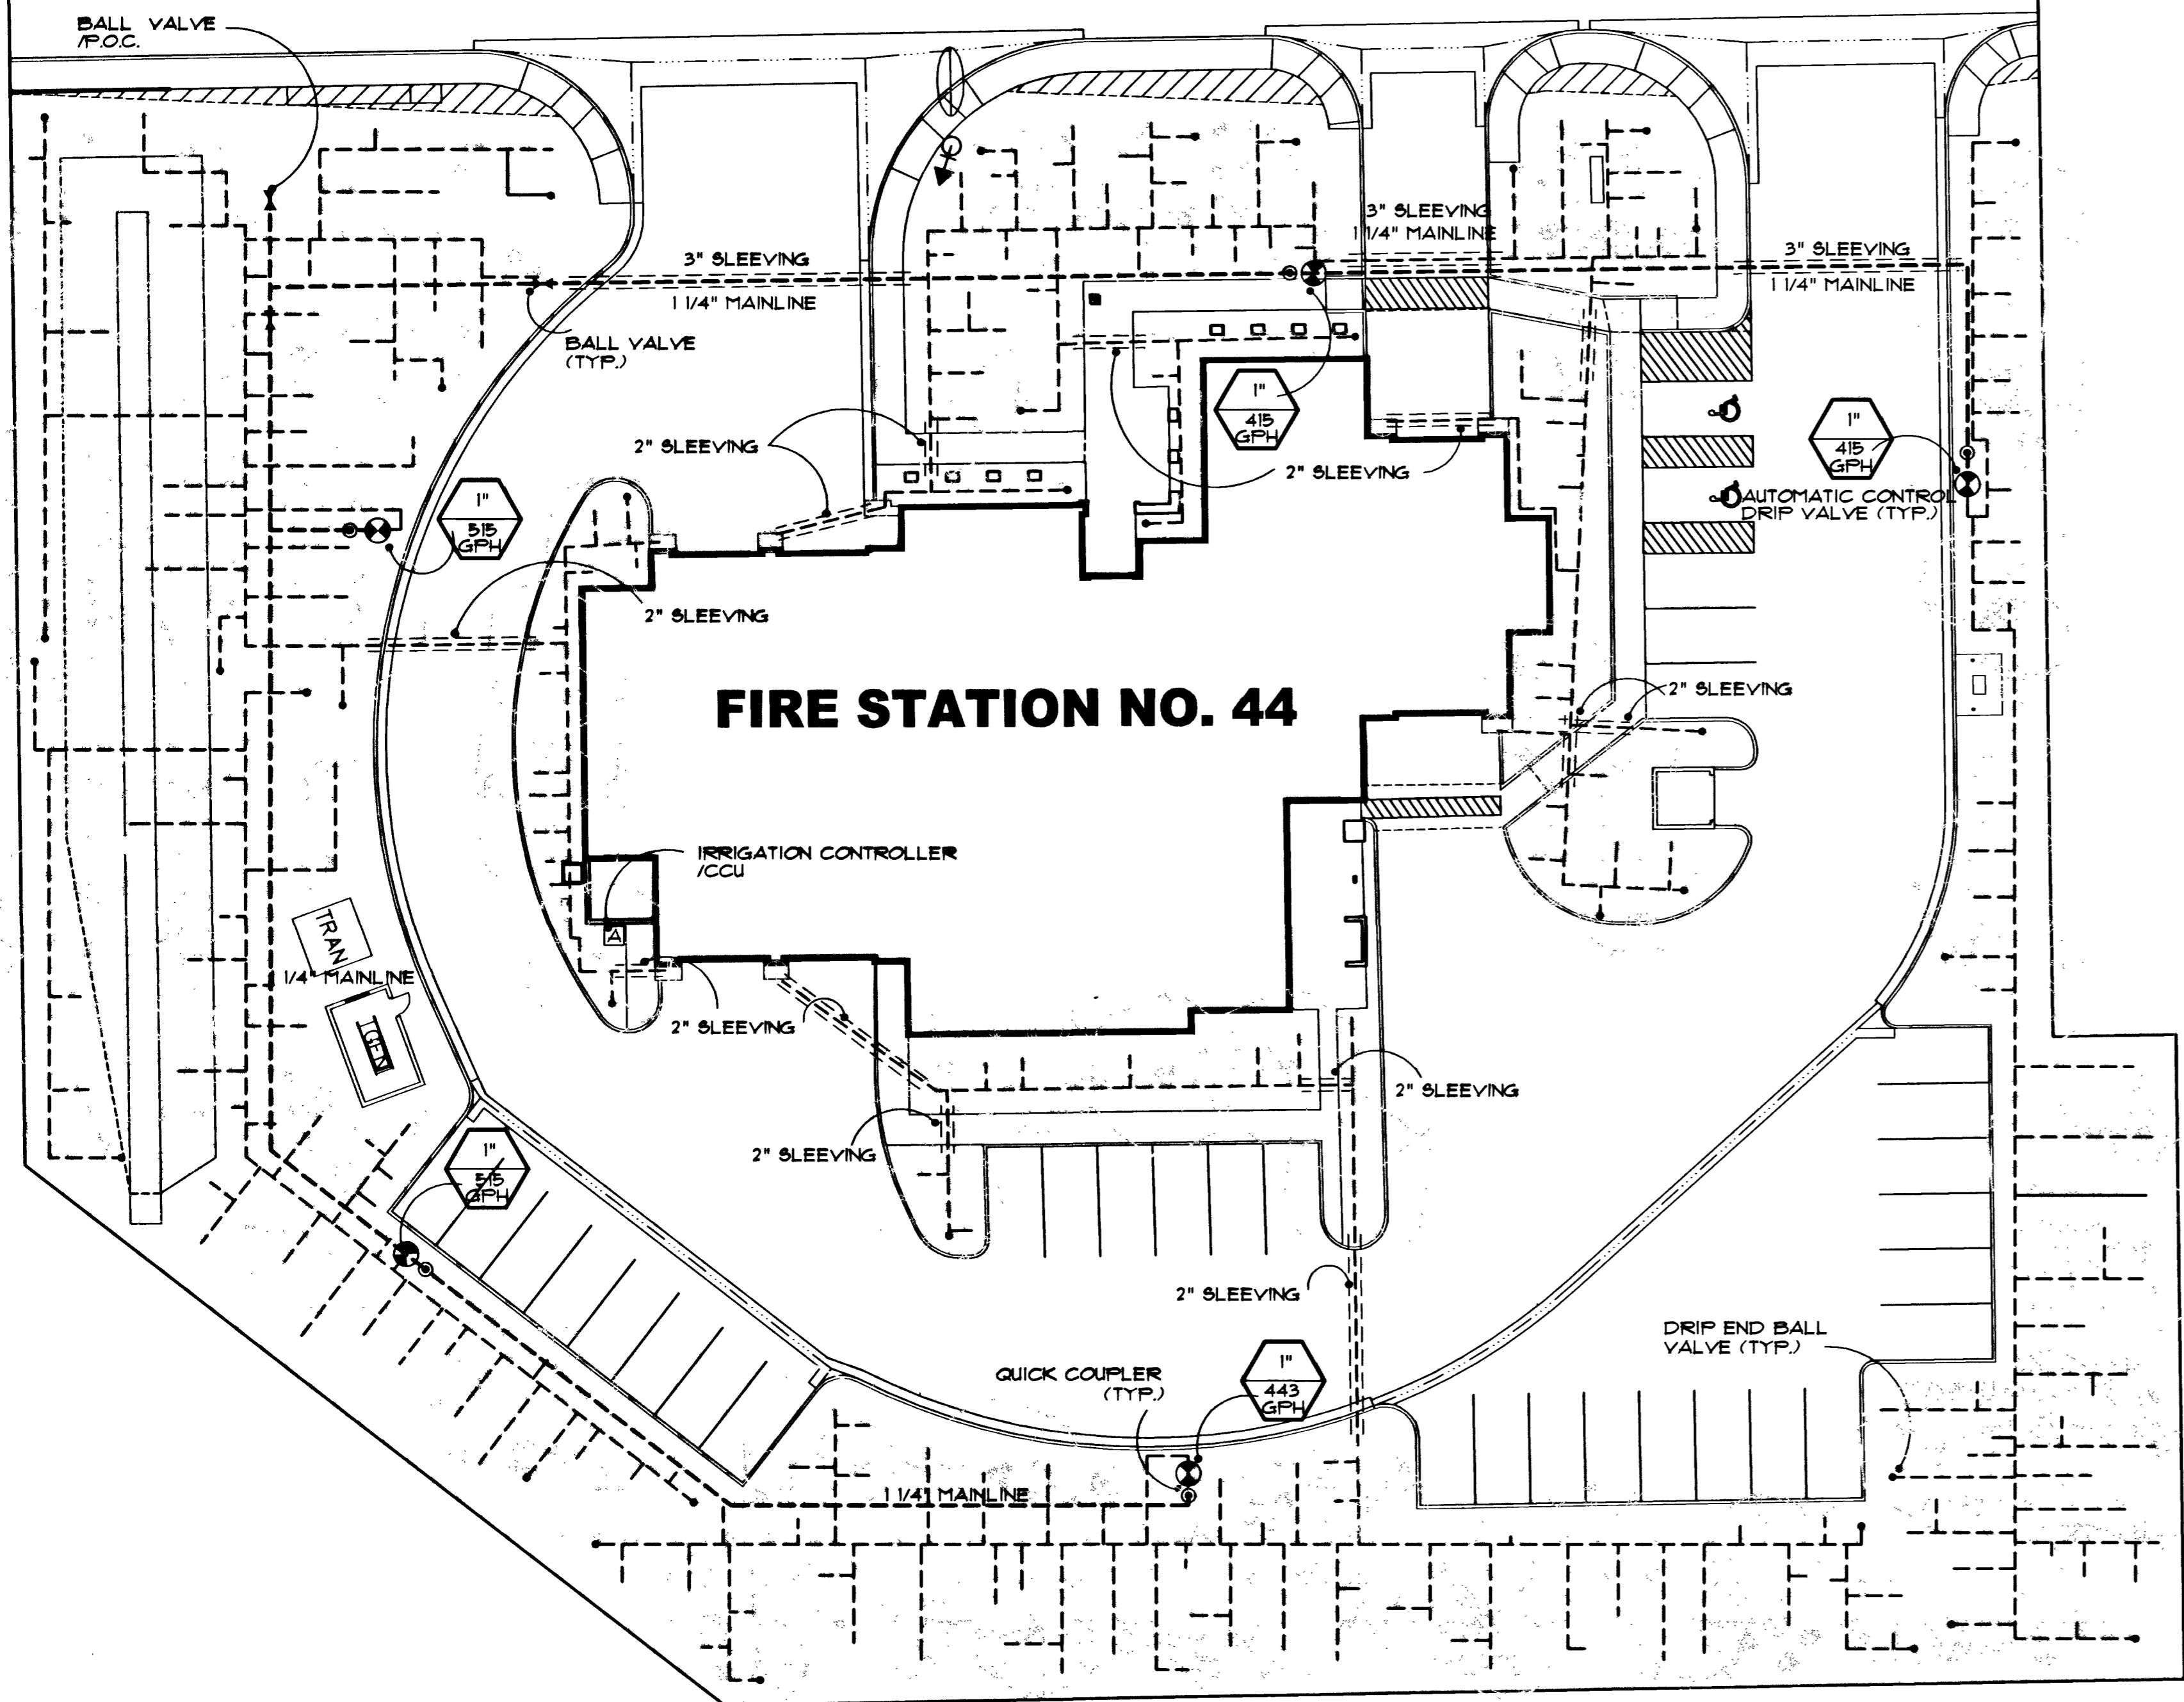 BALL VALVE
/P.O.C.
3" SLEEVING
1 1/4" MAINLINE
3" SLEEVING
1 1/4" MAINLINE
3" SLEEVING
1 1/4" MAINLINE
BALL VALVE
(TYP.)
1"
415
GPH
1"
415
GPH
2" SLEEVING
2" SLEEVING
1"
515
GPH
AUTOMATIC CONTROL
DRIP VALVE (TYP.)
2" SLEEVING
FIRE STATION NO. 44
2" SLEEVING
IRRIGATION CONTROLLER
/CCU
A
TRAN
1/4" MAINLINE
2" SLEEVING
2" SLEEVING
2" SLEEVING
1"
515
GPH
2" SLEEVING
DRIP END BALL
VALVE (TYP.)
QUICK COUPLER
(TYP.)
1"
443
GPH
1 1/4" MAINLINE